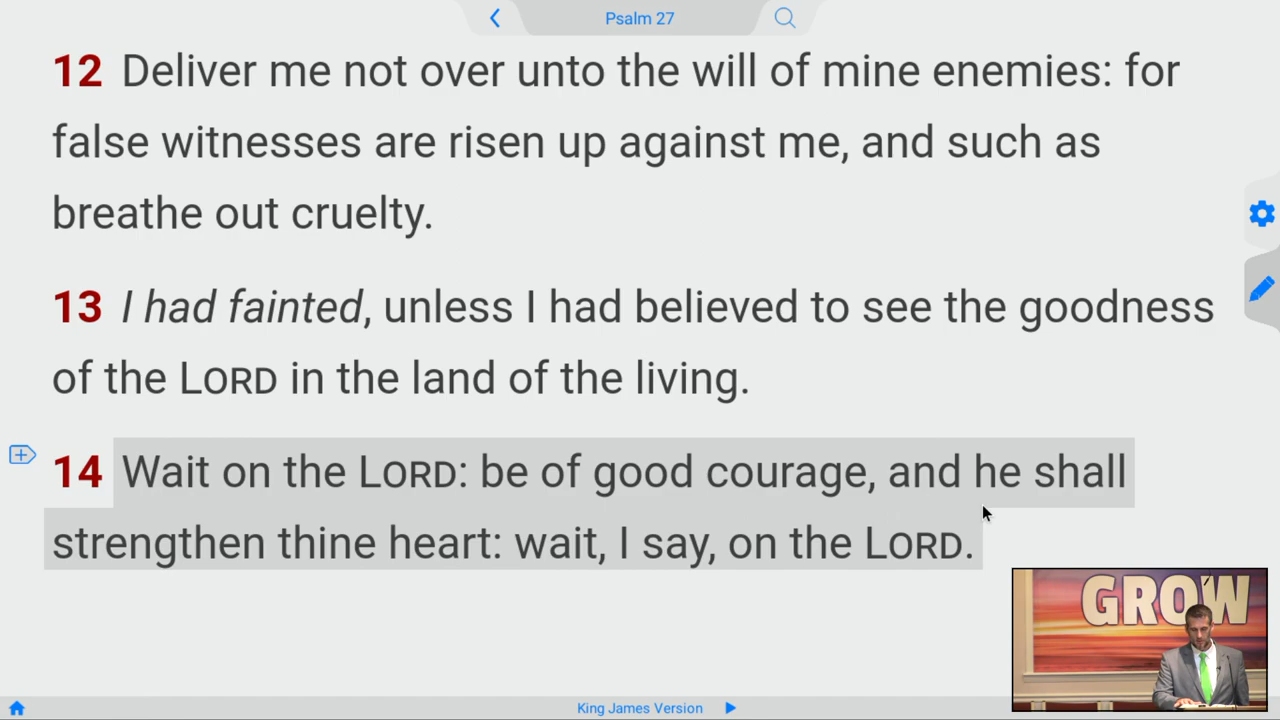 Psalm 27
12 Deliver me not over unto the will of mine enemies: for
false witnesses are risen up against me, and such as
breathe out cruelty.
13 I had fainted, unless I had believed to see the goodness
of the LORD in the land of the living.
14 Wait on the LORD: be of good courage, and he shall
strengthen thine heart: wait, I say, on the LORD.
GROW
King James Version